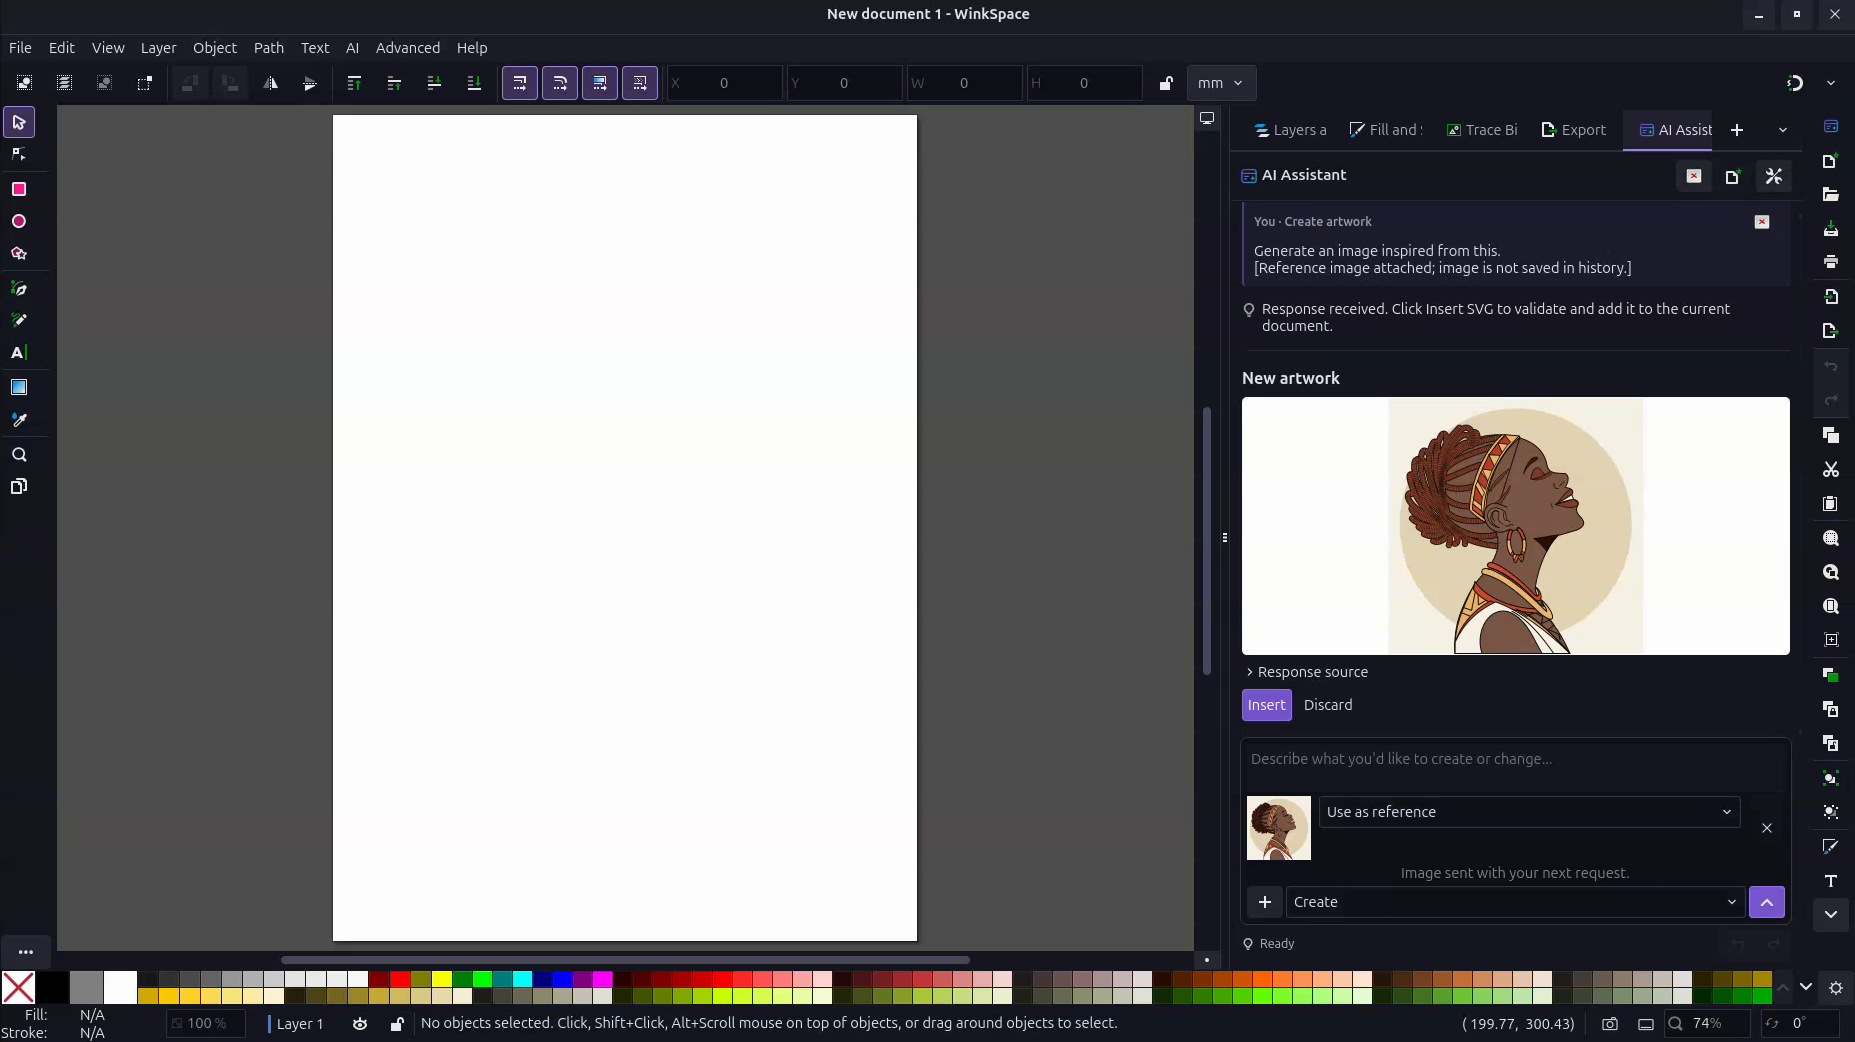 New document 1 - WinkSpace
File Edit View Layer Object Path Text AI Advanced Help
X 0 Y 0 W 0 H 0 mm
Layers a Fill and Trace Bi Export AI Assist
AI Assistant
You · Create artwork
Generate an image inspired from this.
[Reference image attached; image is not saved in history.]
Response received. Click Insert SVG to validate and add it to the current
document.
New artwork
Response source
Insert Discard
Describe what you'd like to create or change...
Use as reference
Image sent with your next request.
Create
Ready
Fill: N/A
Stroke: N/A
100 %
Layer 1
No objects selected. Click, Shift+Click, Alt+Scroll mouse on top of objects, or drag around objects to select.
( 199.77, 300.43)
74%
0°